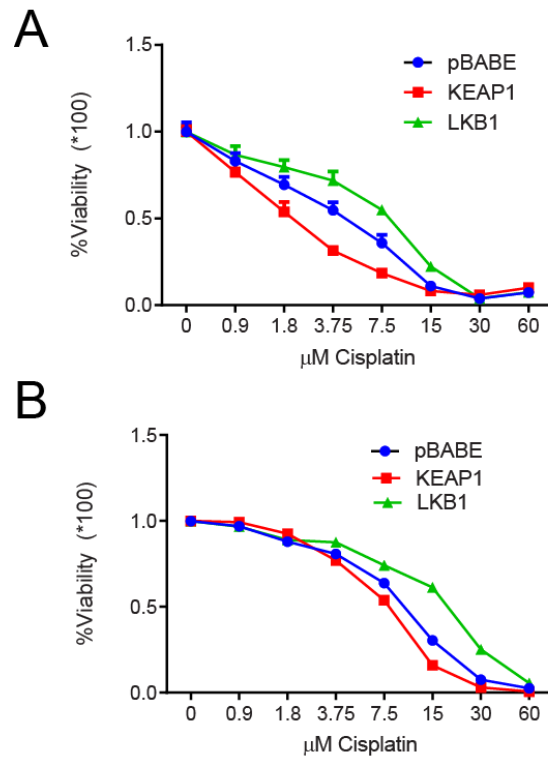 A
1.5
1.0
0.5
0.0
%Viability (*100)
pBABE
KEAP1
LKB1
0 0.9 1.8 3.75 7.5 15 30 60
μM Cisplatin
B
1.5
1.0
0.5
0.0
%Viability (*100)
pBABE
KEAP1
LKB1
0 0.9 1.8 3.75 7.5 15 30 60
μM Cisplatin